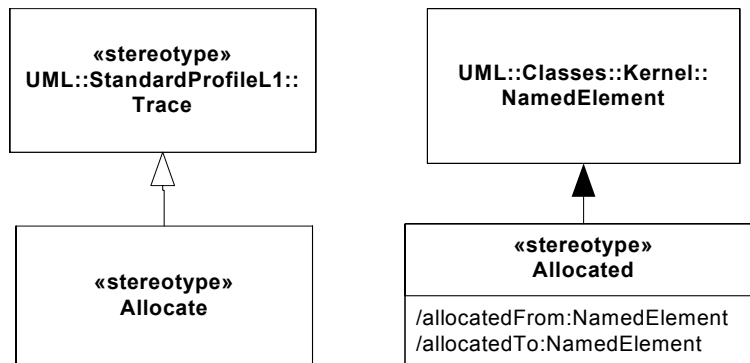 «stereotype»
UML::StandardProfileL1::
Trace
UML::Classes::Kernel::
NamedElement
«stereotype»
Allocate
«stereotype»
Allocated
/allocatedFrom:NamedElement
/allocatedTo:NamedElement